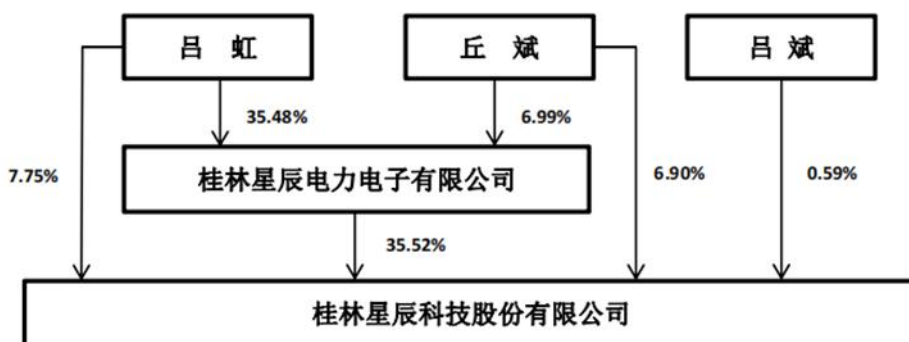 吕 虹
丘 斌
吕 斌
35.48%
6.99%
7.75%
桂林星辰电力电子有限公司
6.90%
0.59%
35.52%
桂林星辰科技股份有限公司